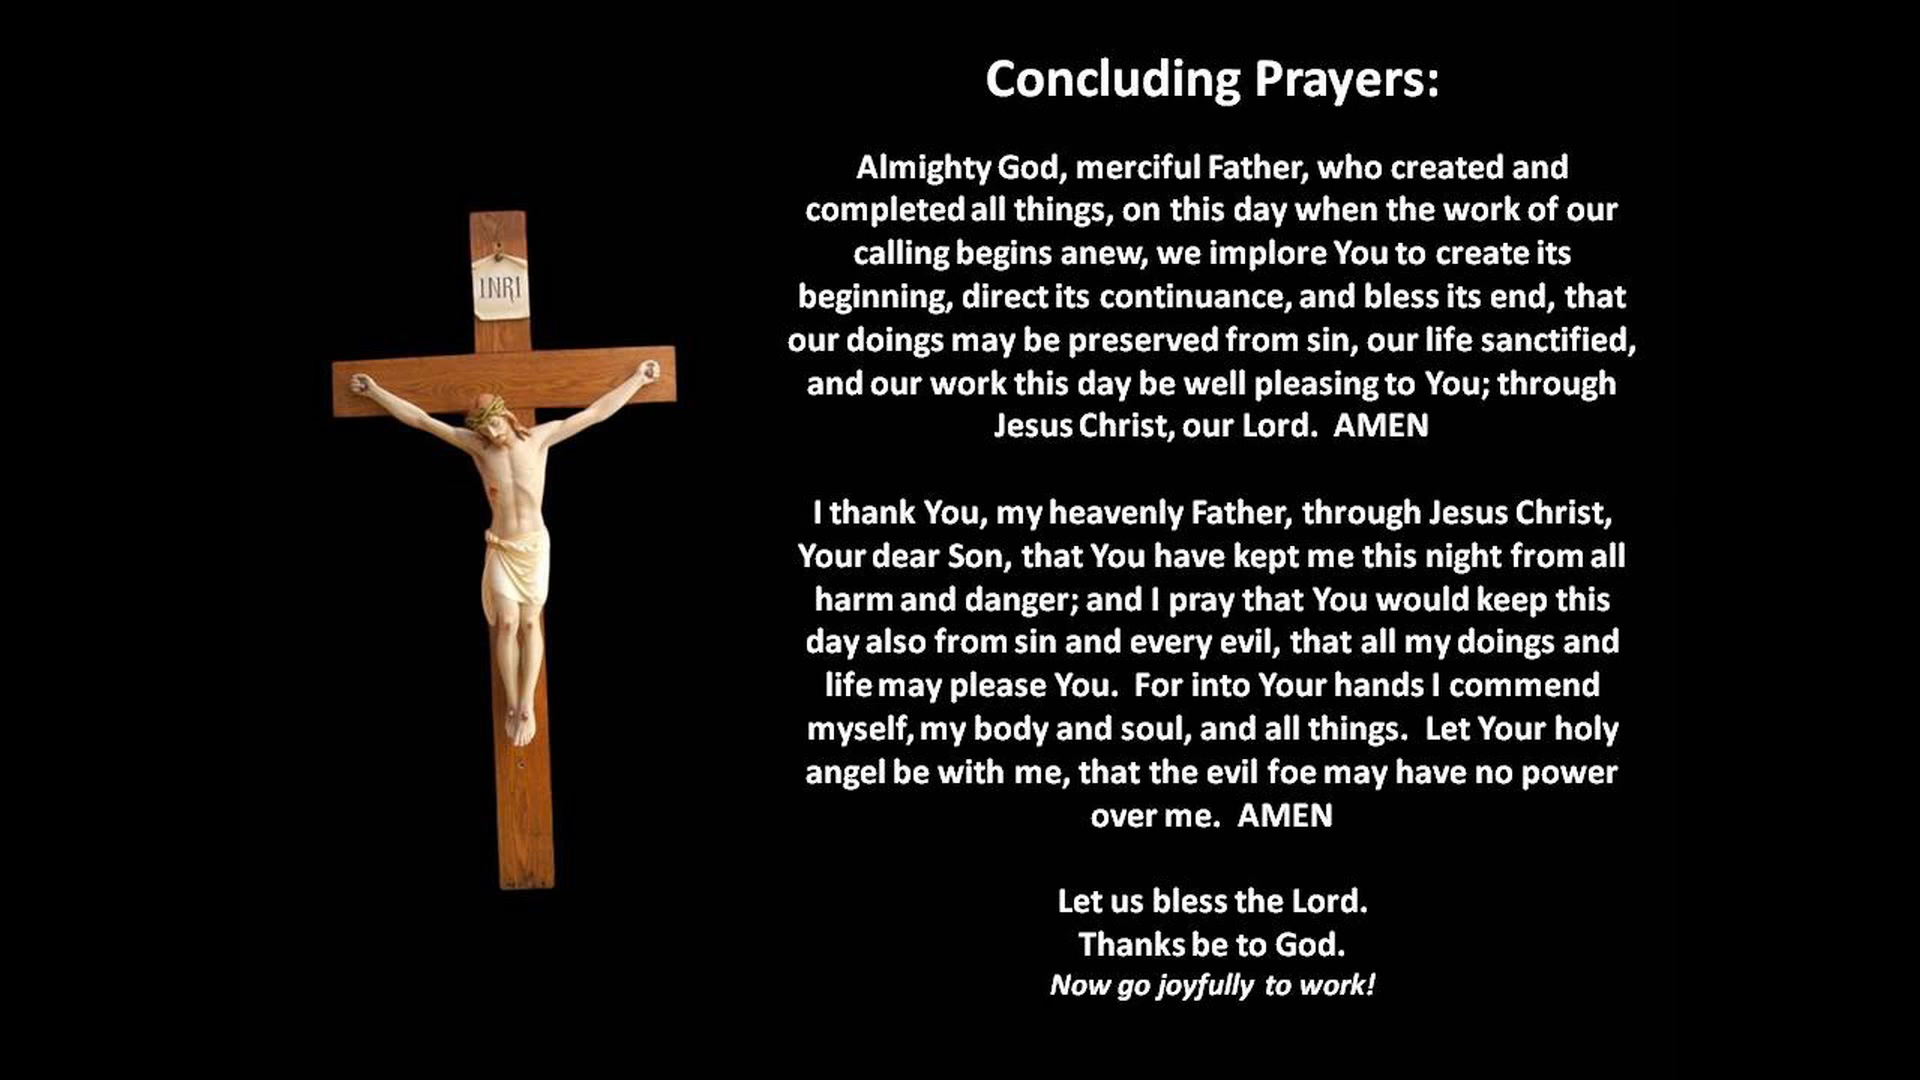 INRI
Concluding Prayers:
Almighty God, merciful Father, who created and
completed all things, on this day when the work of our
calling begins anew, we implore You to create its
beginning, direct its continuance, and bless its end, that
our doings may be preserved from sin, our life sanctified,
and our work this day be well pleasing to You; through
Jesus Christ, our Lord.  AMEN
I thank You, my heavenly Father, through Jesus Christ,
Your dear Son, that You have kept me this night from all
harm and danger; and I pray that You would keep this
day also from sin and every evil, that all my doings and
life may please You.  For into Your hands I commend
myself, my body and soul, and all things.  Let Your holy
angel be with me, that the evil foe may have no power
over me.  AMEN
Let us bless the Lord.
Thanks be to God.
Now go joyfully to work!